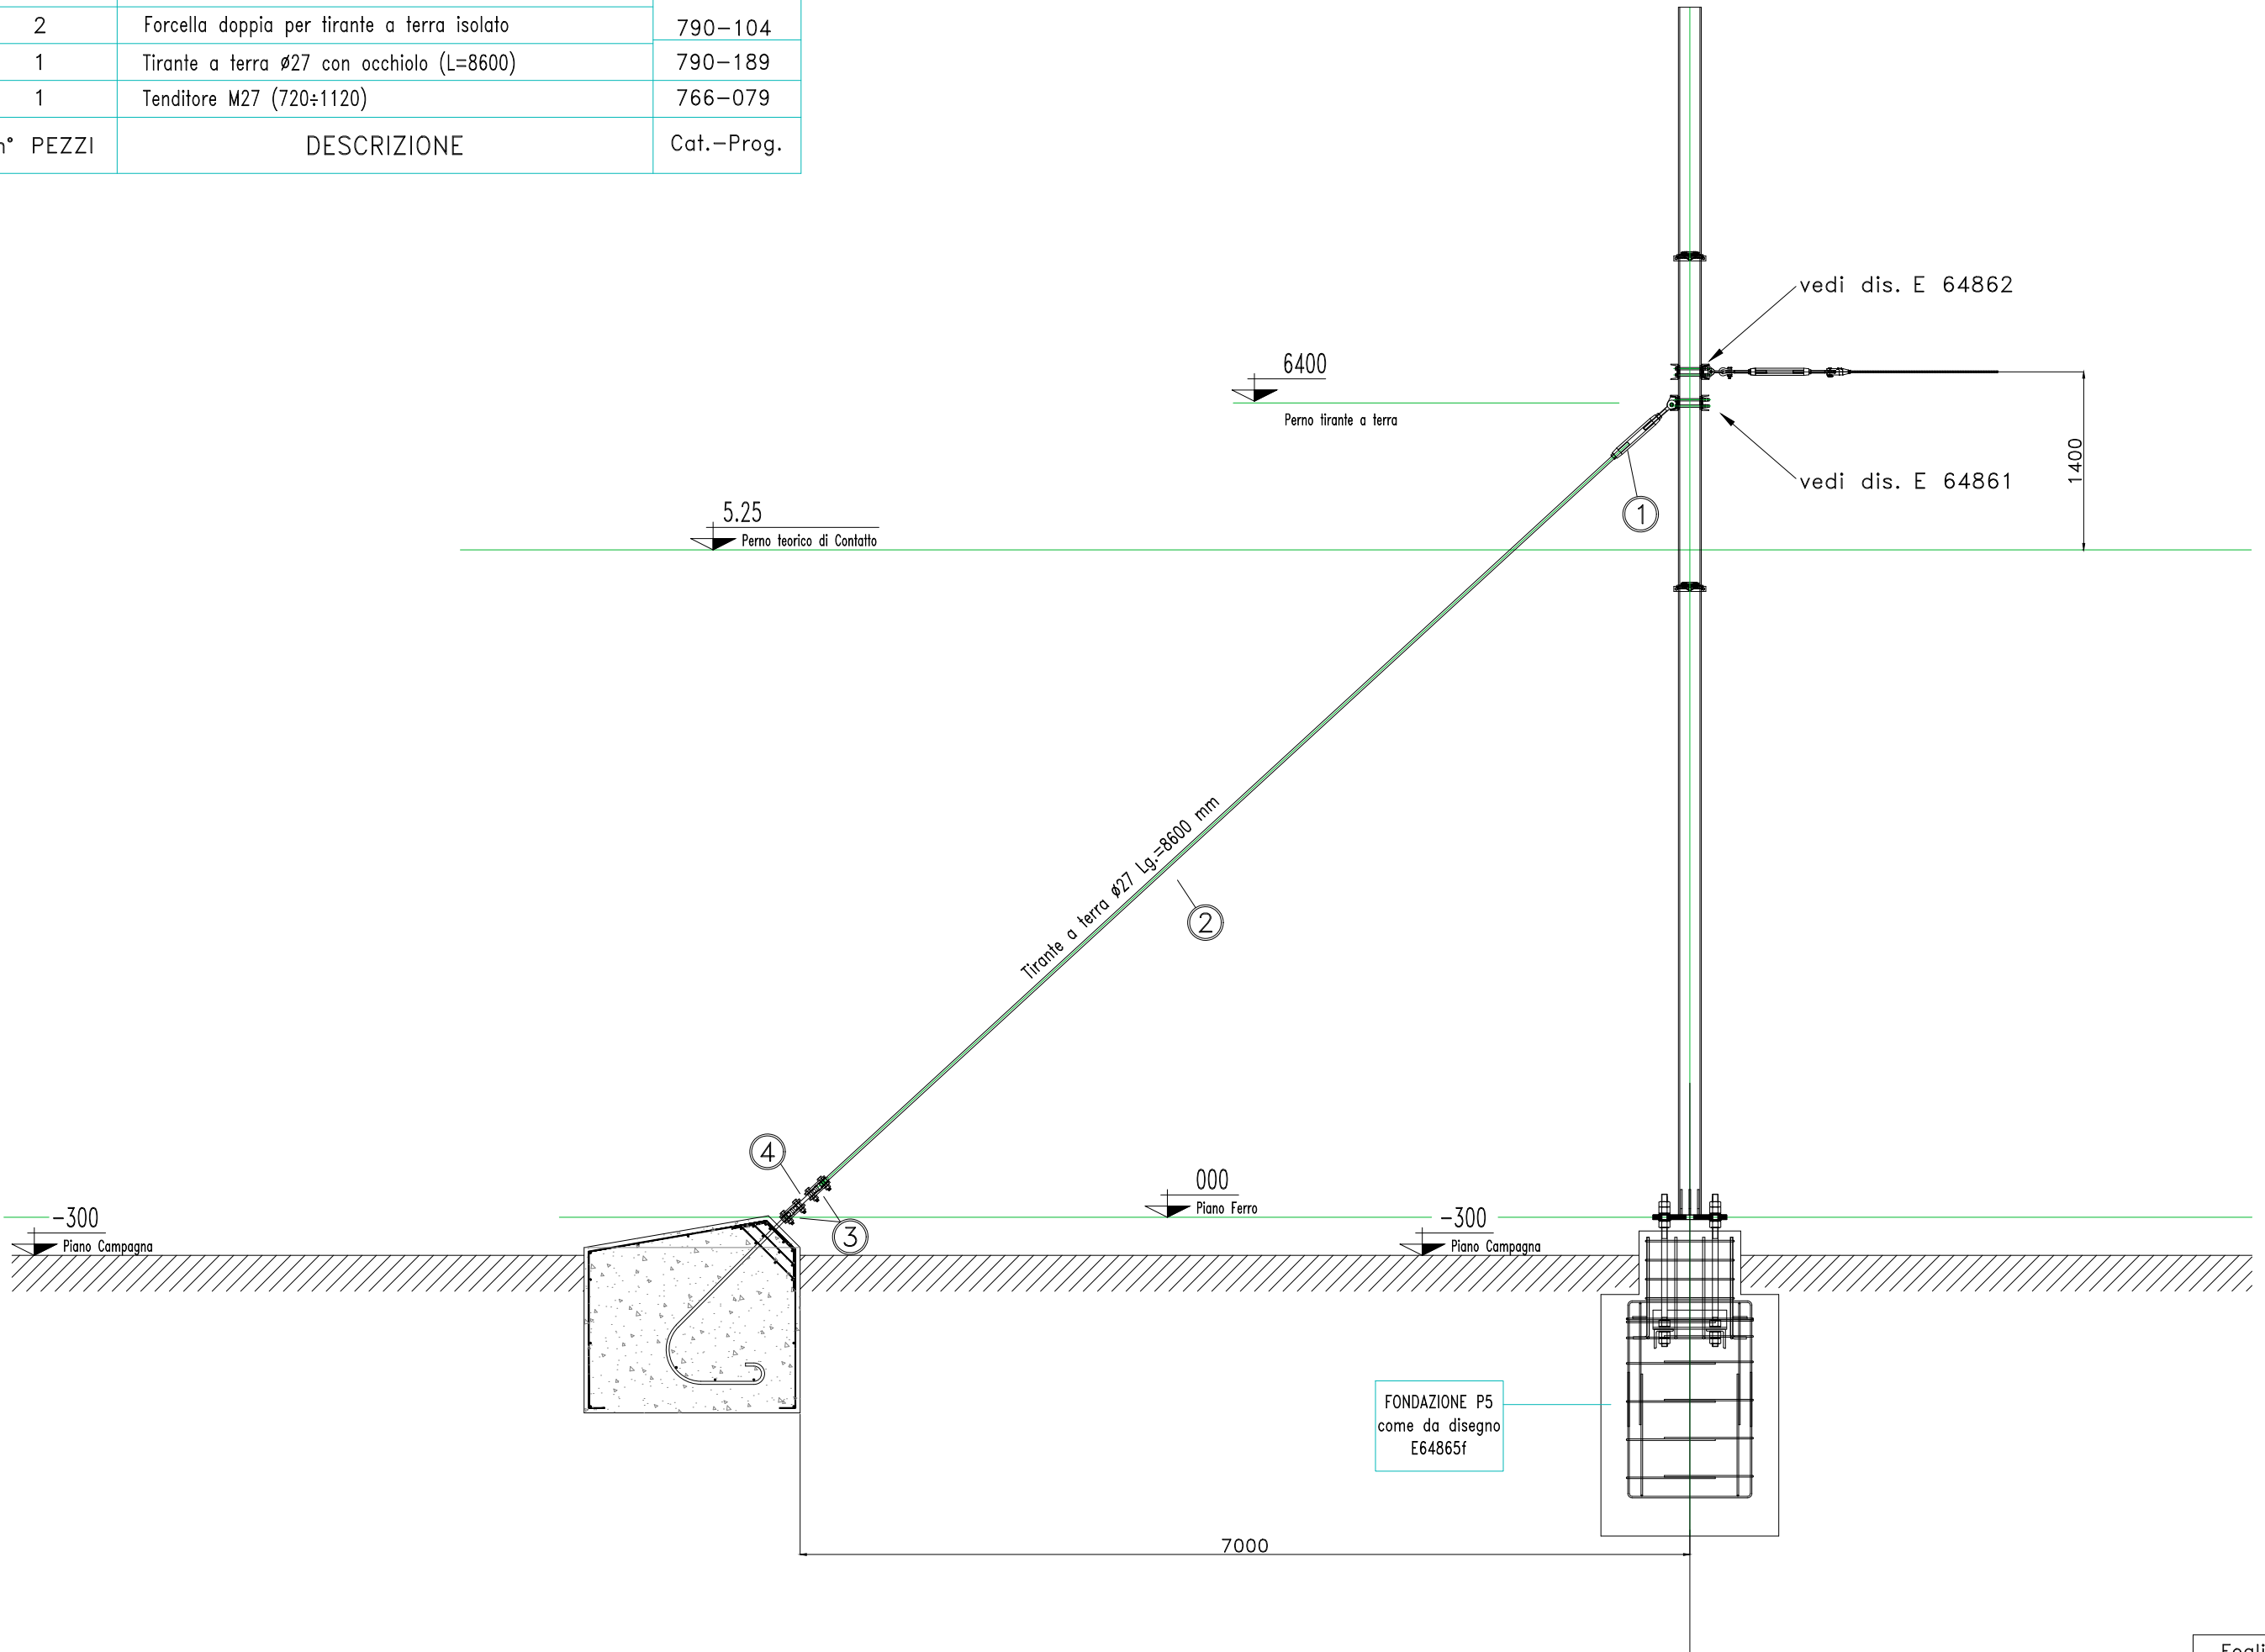 2 Forcella doppia per tirante a terra isolato 790-104
1 Tirante a terra ø27 con occhiolo (L=8600) 790-189
1 Tenditore M27 (720÷1120) 766-079
n° PEZZI DESCRIZIONE Cat.-Prog.
vedi dis. E 64862
6400
Perno tirante a terra
1400
vedi dis. E 64861
5.25
Perno teorico di Contatto
1
Tirante a terra ø27 Lg.=8600 mm
2
4
3
000
Piano Ferro
-300
Piano Campagna
-300
Piano Campagna
FONDAZIONE P5
come da disegno
E64865f
7000